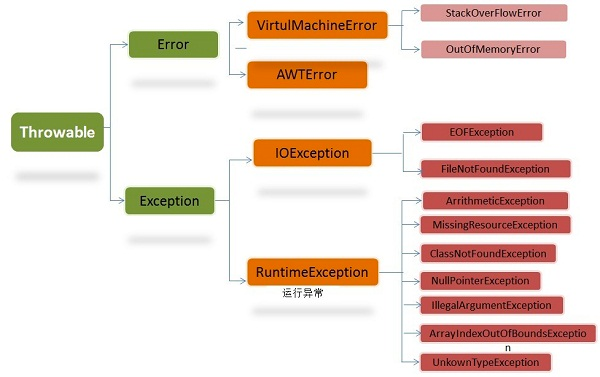 Throwable
Error
VirtulMachineError
StackOverFlowError
OutOfMemoryError
AWTError
Exception
IOException
EOFException
FileNotFoundException
RuntimeException
运行异常
ArrithmeticException
MissingResourceException
ClassNotFoundException
NullPointerException
IllegalArgumentException
ArrayIndexOutOfBoundsExceptio
n
UnkownTypeException